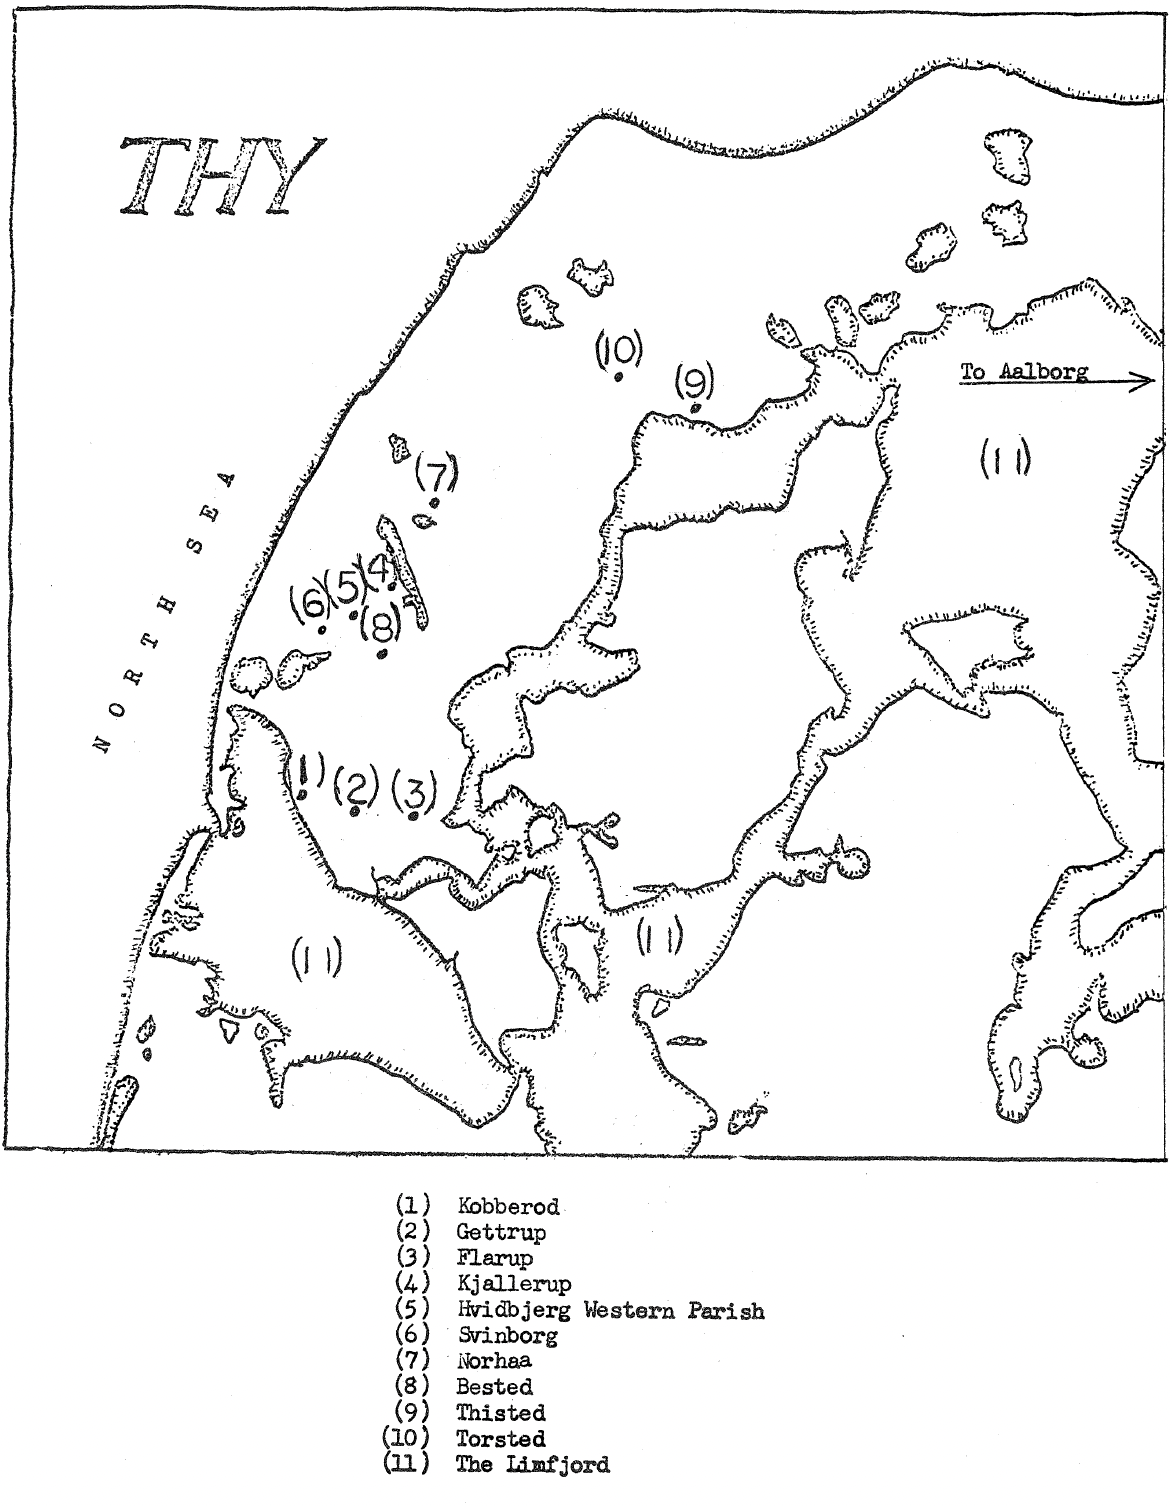 THY
(10)
(9)
To Aalborg
(11)
(7)
NORTH SEA
(4)
(5)
(6)
(8)
1)
(2)
(3)
(11)
(11)
(1) Kobberod
(2) Gettrup
(3) Flarup
(4) Kjallerup
(5) Hvidbjerg Western Parish
(6) Svinborg
(7) Norhaa
(8) Bested
(9) Thisted
(10) Torsted
(11) The Limfjord